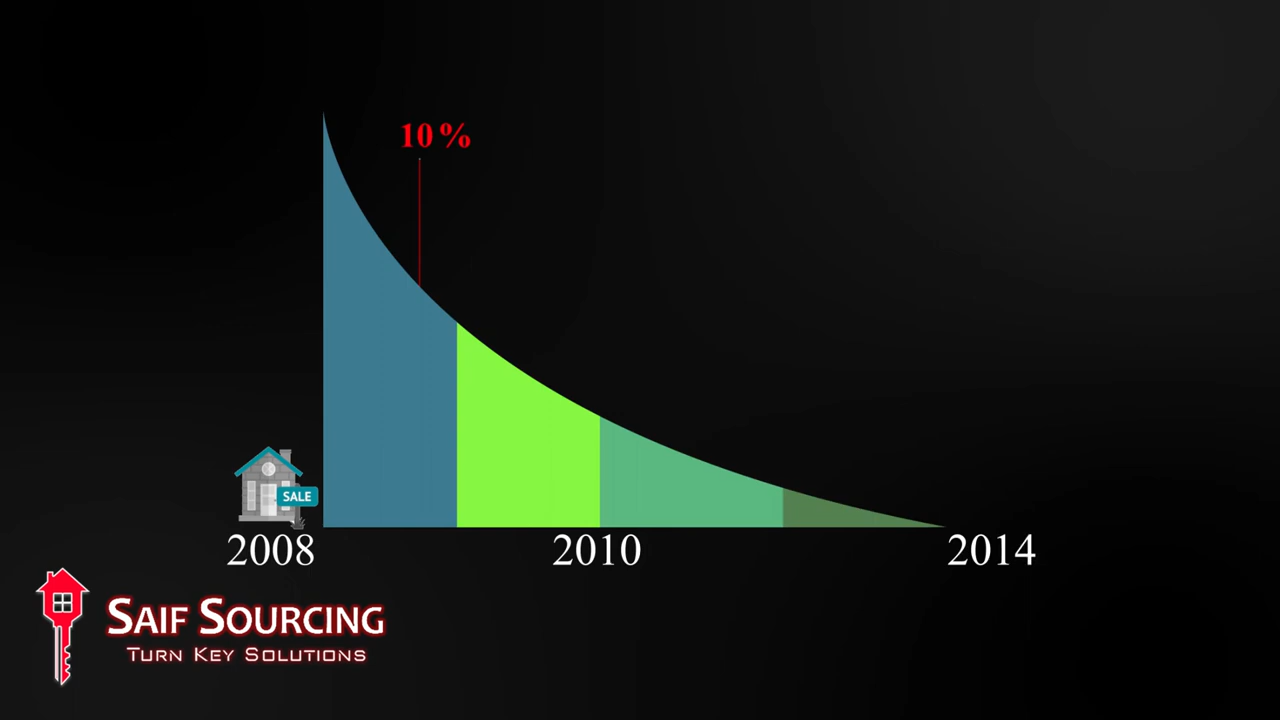 10 %
SALE
2008 2010 2014
SAIF SOURCING
TURN KEY SOLUTIONS